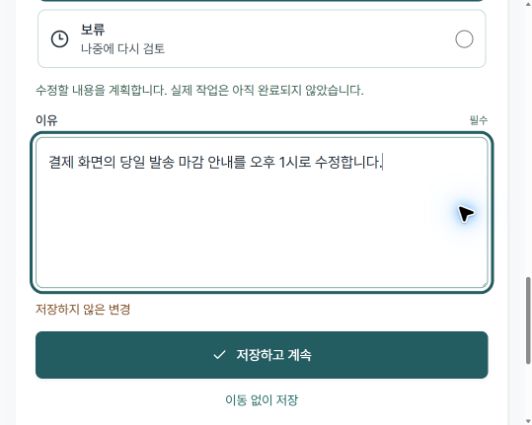 보류
나중에 다시 검토
수정할 내용을 계획합니다. 실제 작업은 아직 완료되지 않았습니다.
이유 필수
결제 화면의 당일 발송 마감 안내를 오후 1시로 수정합니다.
저장하지 않은 변경
저장하고 계속
이동 없이 저장